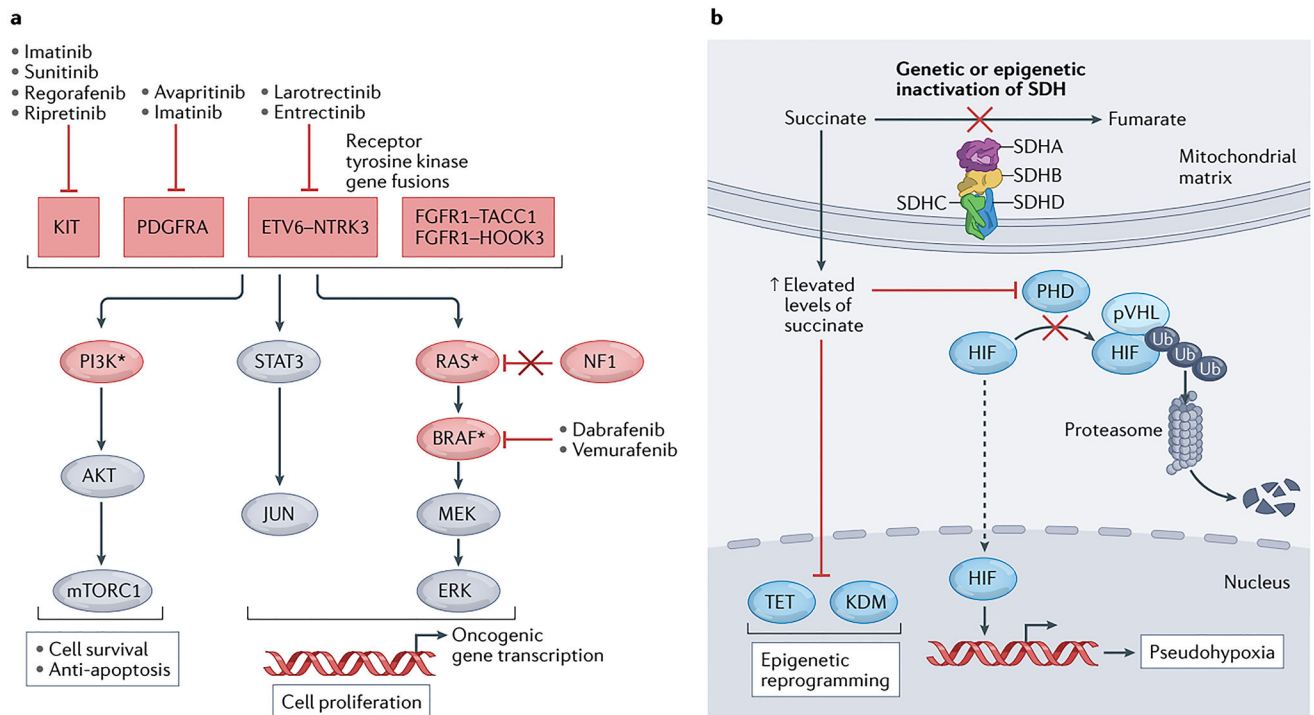 a
• Imatinib
• Sunitinib
• Regorafenib
• Ripretinib
• Avapritinib
• Imatinib
• Larotrectinib
• Entrectinib
Receptor
tyrosine kinase
gene fusions
KIT
PDGFRA
ETV6–NTRK3
FGFR1–TACC1
FGFR1–HOOK3
PI3K*
STAT3
RAS*
NF1
BRAF*
• Dabrafenib
• Vemurafenib
AKT
JUN
MEK
mTORC1
ERK
• Cell survival
• Anti-apoptosis
Oncogenic
gene transcription
Cell proliferation
b
Genetic or epigenetic
inactivation of SDH
Succinate
Fumarate
SDHA
SDHB
SDHC
SDHD
Mitochondrial
matrix
↑ Elevated
levels of
succinate
PHD
pVHL
HIF
HIF
Ub
Ub
Ub
Proteasome
HIF
Nucleus
TET
KDM
Epigenetic
reprogramming
Pseudohypoxia